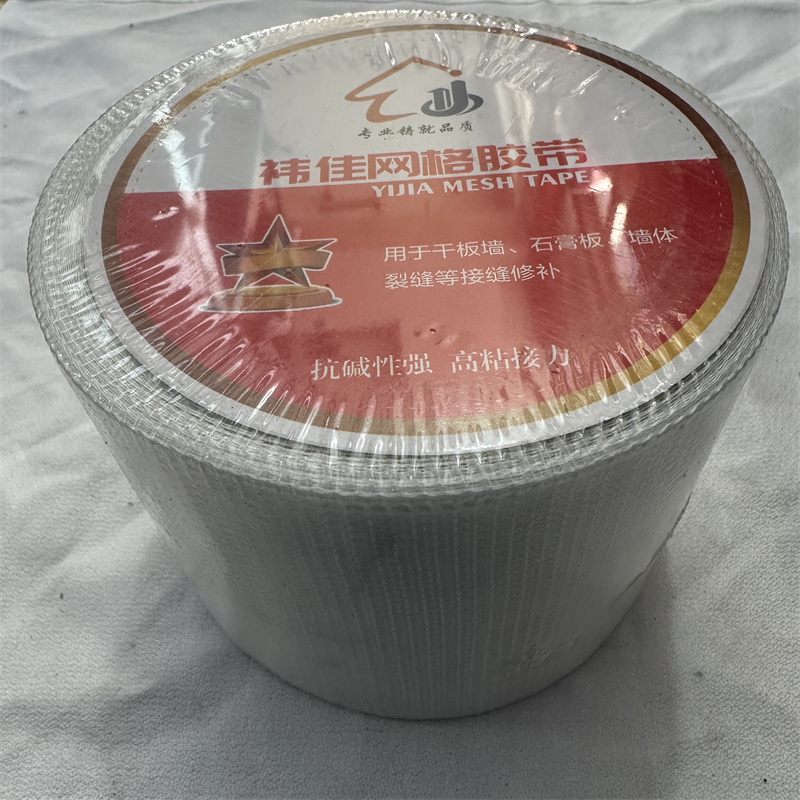 专业铸就品质
祎佳网格胶带
YIJIA MESH TAPE
用于干板墙、石膏板、墙体
裂缝等接缝修补
抗碱性强 高粘接力